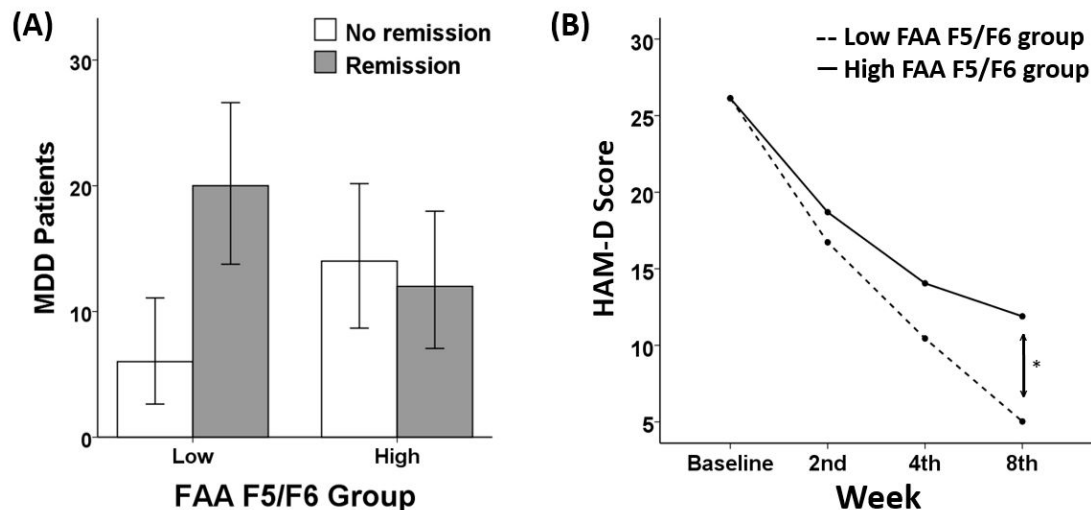 (A)
No remission
Remission
MDD Patients
30
20
10
0
Low
High
FAA F5/F6 Group
(B)
-- Low FAA F5/F6 group
— High FAA F5/F6 group
HAM-D Score
30
25
20
15
10
5
*
Baseline
2nd
4th
8th
Week